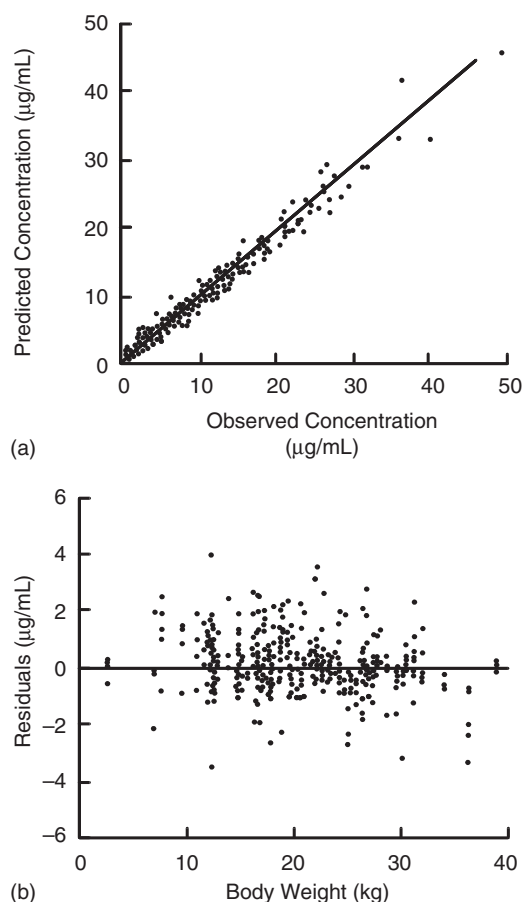 50
40
30
20
10
0
Predicted Concentration (μg/mL)
0 10 20 30 40 50
Observed Concentration
(μg/mL)
(a)
6
4
2
0
–2
–4
–6
Residuals (μg/mL)
0 10 20 30 40
Body Weight (kg)
(b)